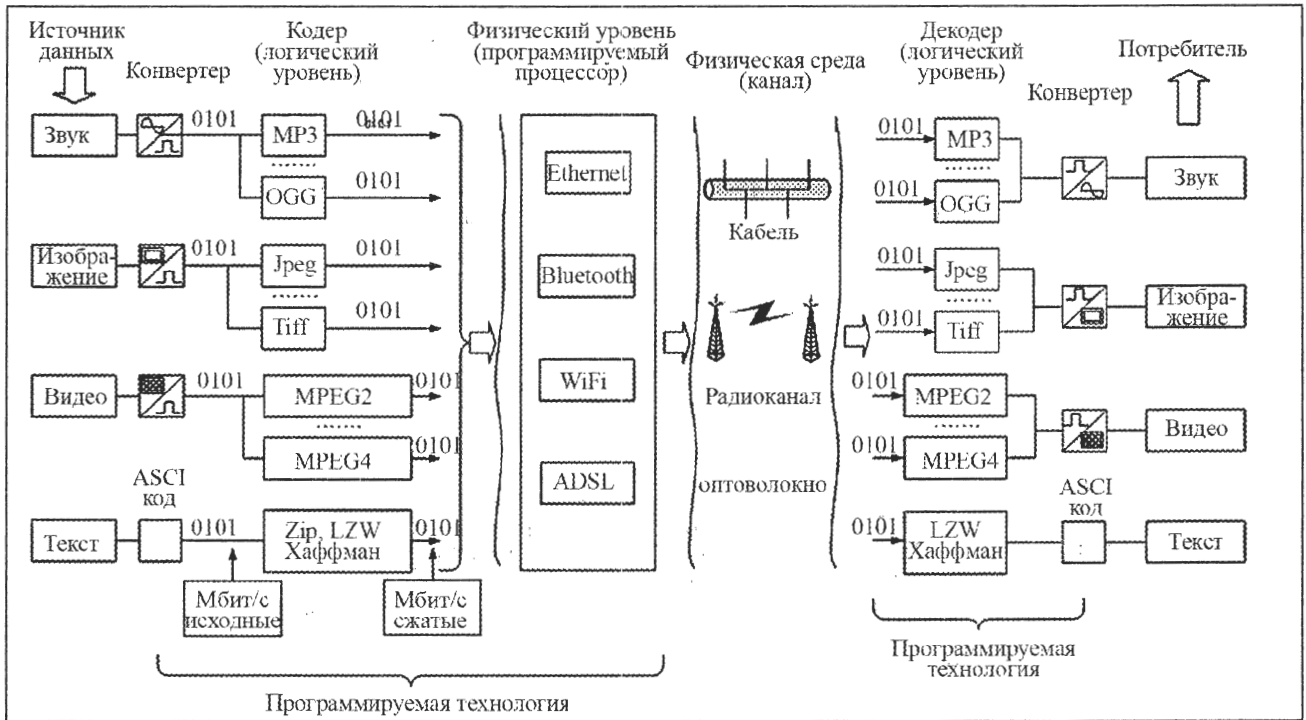 Источник
данных
Конвертер
Кодер
(логический
уровень)
Физический уровень
(программируемый
процессор)
Физическая среда
(канал)
Декодер
(логический
уровень)
Конвертер
Потребитель
Звук
0101
MP3
0101
.......
OGG
0101
Изобра-
жение
0101
Jpeg
0101
.......
Tiff
0101
Видео
0101
MPEG2
0101
.......
MPEG4
0101
ASCI
код
Текст
0101
Zip, LZW
Хаффман
0101
Мбит/с
исходные
Мбит/с
сжатые
Программируемая технология
Ethernet
Bluetooth
WiFi
ADSL
Кабель
Радиоканал
оптоволокно
0101
MP3
.......
0101
OGG
Звук
0101
Jpeg
.......
0101
Tiff
Изобра-
жение
0101
MPEG2
.......
0101
MPEG4
Видео
ASCI
код
0101
LZW
Хаффман
Текст
Программируемая
технология